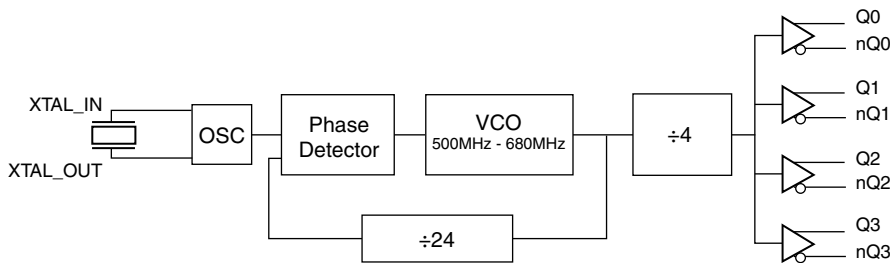 XTAL_IN
XTAL_OUT
OSC
Phase
Detector
VCO
500MHz - 680MHz
÷24
÷4
Q0
nQ0
Q1
nQ1
Q2
nQ2
Q3
nQ3